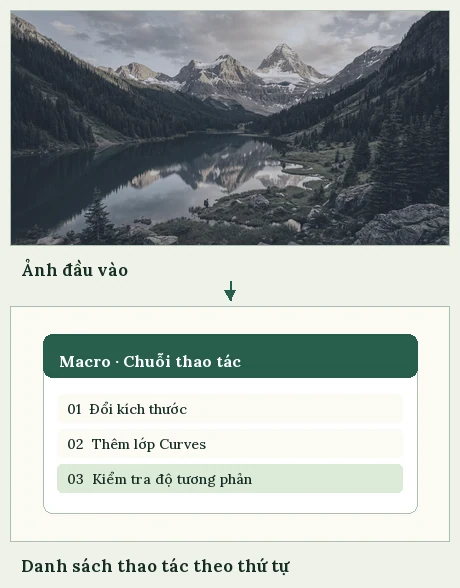 Ảnh đầu vào
Macro · Chuỗi thao tác
01 Đổi kích thước
02 Thêm lớp Curves
03 Kiểm tra độ tương phản
Danh sách thao tác theo thứ tự